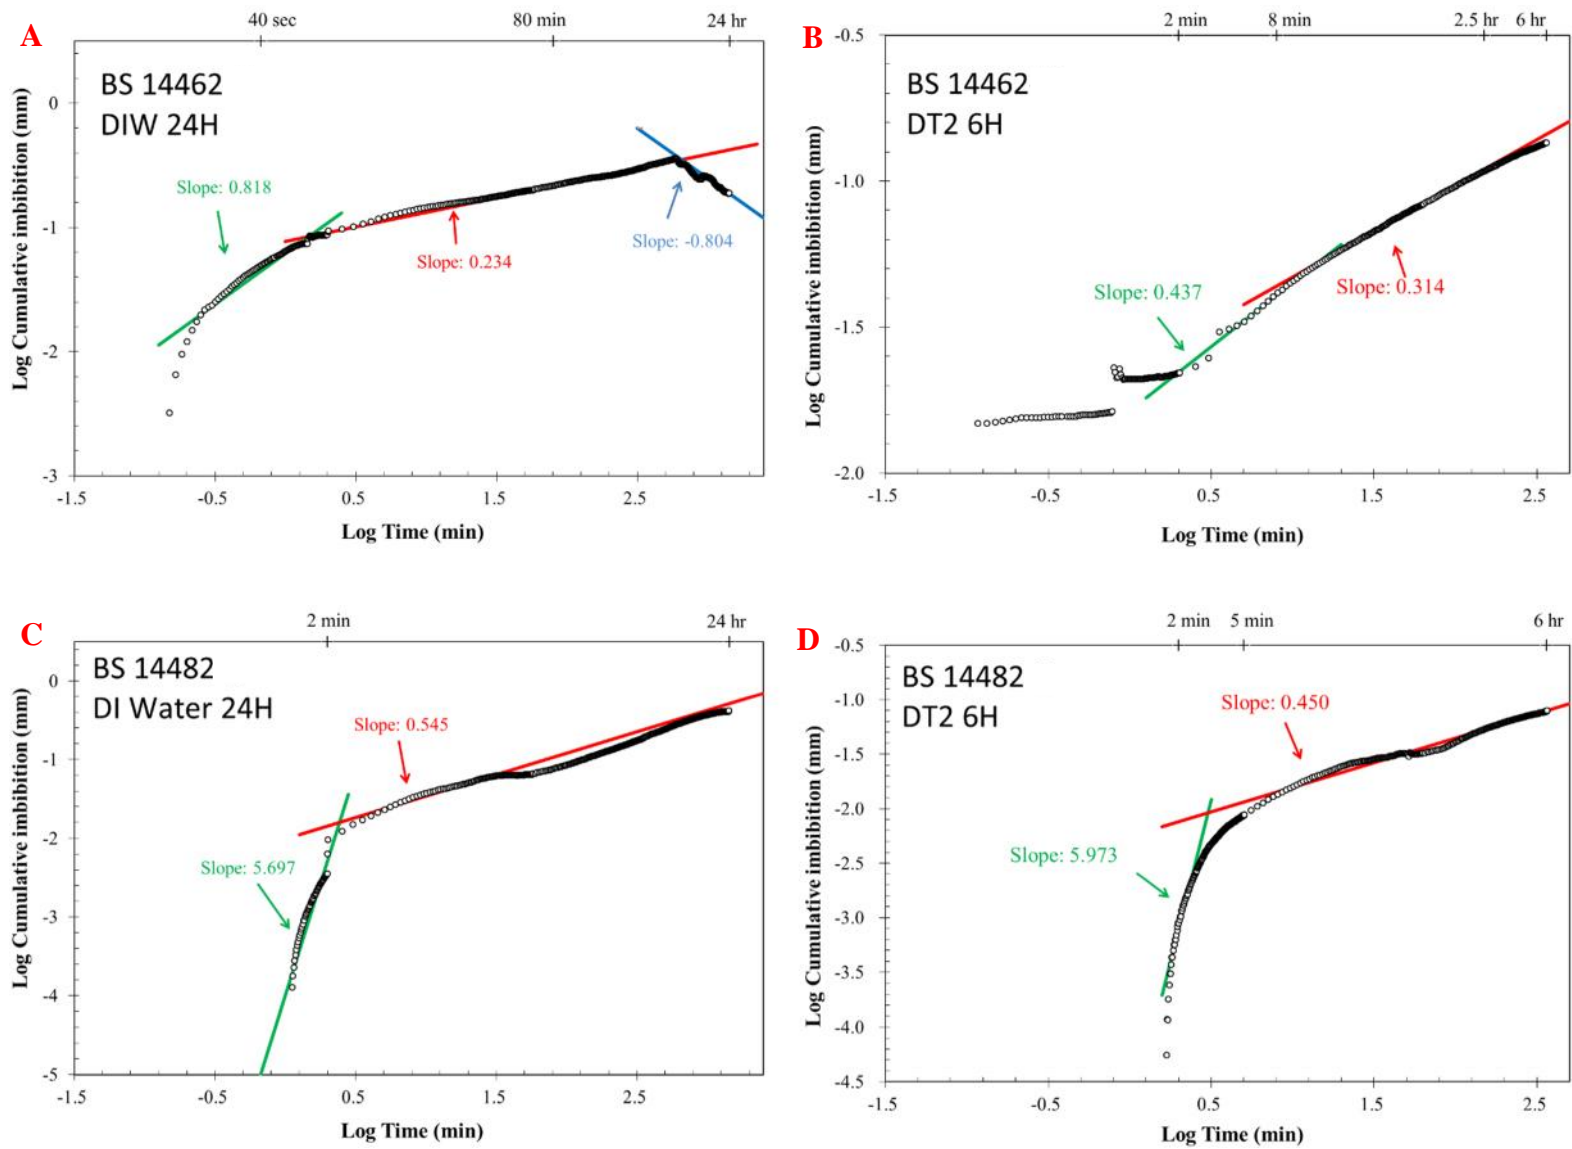 A
40 sec 80 min 24 hr
BS 14462
DIW 24H
Slope: 0.818
Slope: 0.234
Slope: -0.804
Log Cumulative imbibition (mm)
0
-1
-2
-3
-1.5 -0.5 0.5 1.5 2.5
Log Time (min)
B
2 min 8 min 2.5 hr 6 hr
BS 14462
DT2 6H
Slope: 0.437
Slope: 0.314
Log Cumulative imbibition (mm)
-0.5
-1.0
-1.5
-2.0
-1.5 -0.5 0.5 1.5 2.5
Log Time (min)
C
2 min 24 hr
BS 14482
DI Water 24H
Slope: 0.545
Slope: 5.697
Log Cumulative imbibition (mm)
0
-1
-2
-3
-4
-5
-1.5 -0.5 0.5 1.5 2.5
Log Time (min)
D
2 min 5 min 6 hr
BS 14482
DT2 6H
Slope: 0.450
Slope: 5.973
Log Cumulative imbibition (mm)
-0.5
-1.0
-1.5
-2.0
-2.5
-3.0
-3.5
-4.0
-4.5
-1.5 -0.5 0.5 1.5 2.5
Log Time (min)